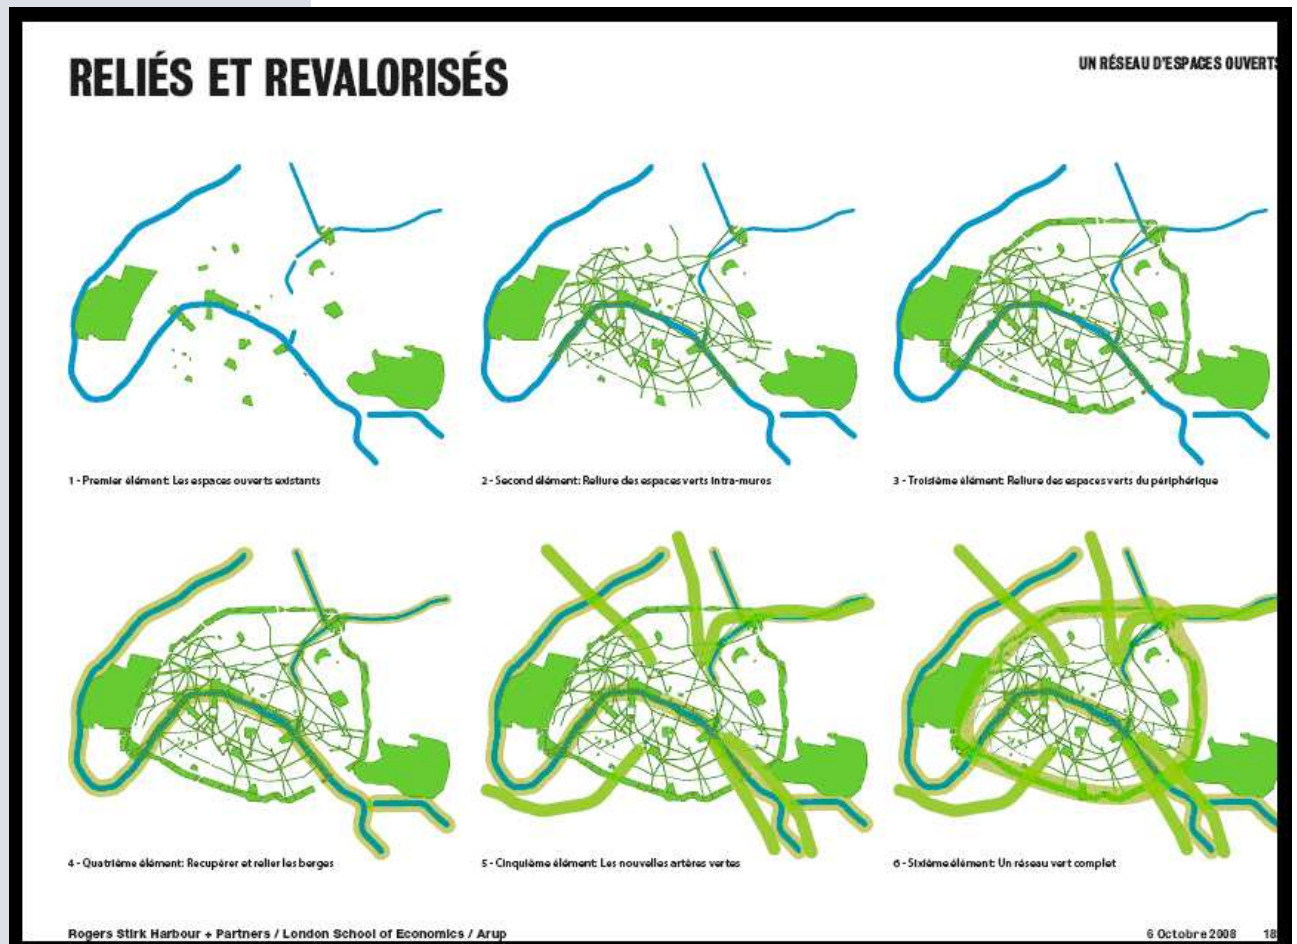 RELIÉS ET REVALORISÉS
UN RÉSEAU D'ESPACES OUVERTS
1 - Premier élément: Les espaces ouverts existants
2 - Second élément: Reliure des espaces verts intra-muros
3 - Troisième élément: Reliure des espaces verts du périphérique
4 - Quatrième élément: Recupérer et relier les berges
5 - Cinquième élément: Les nouvelles artères vertes
6 - Sixième élément: Un réseau vert complet
Rogers Stirk Harbour + Partners / London School of Economics / Arup
6 Octobre 2008 18